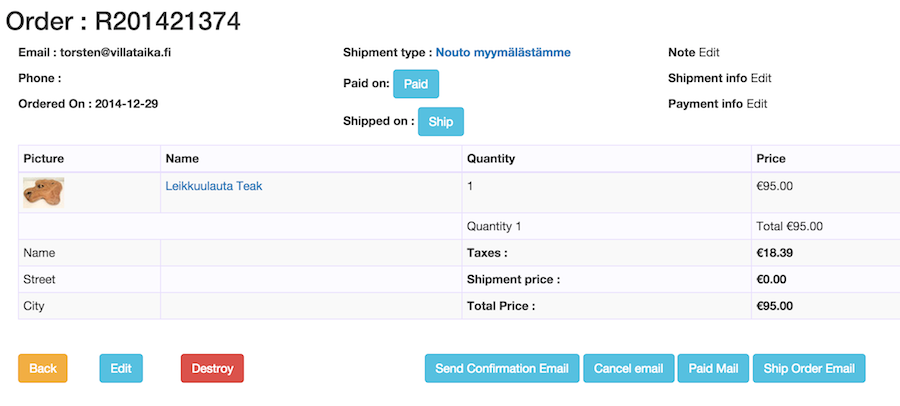 Order : R201421374
Email : torsten@villataika.fi
Shipment type : Nouto myymälästämme
Note Edit
Phone :
Paid on: Paid
Shipment info Edit
Ordered On : 2014-12-29
Shipped on : Ship
Payment info Edit
Picture Name Quantity Price
Leikkuulauta Teak 1 €95.00
Quantity 1 Total €95.00
Name Taxes : €18.39
Street Shipment price : €0.00
City Total Price : €95.00
Back Edit Destroy Send Confirmation Email Cancel email Paid Mail Ship Order Email